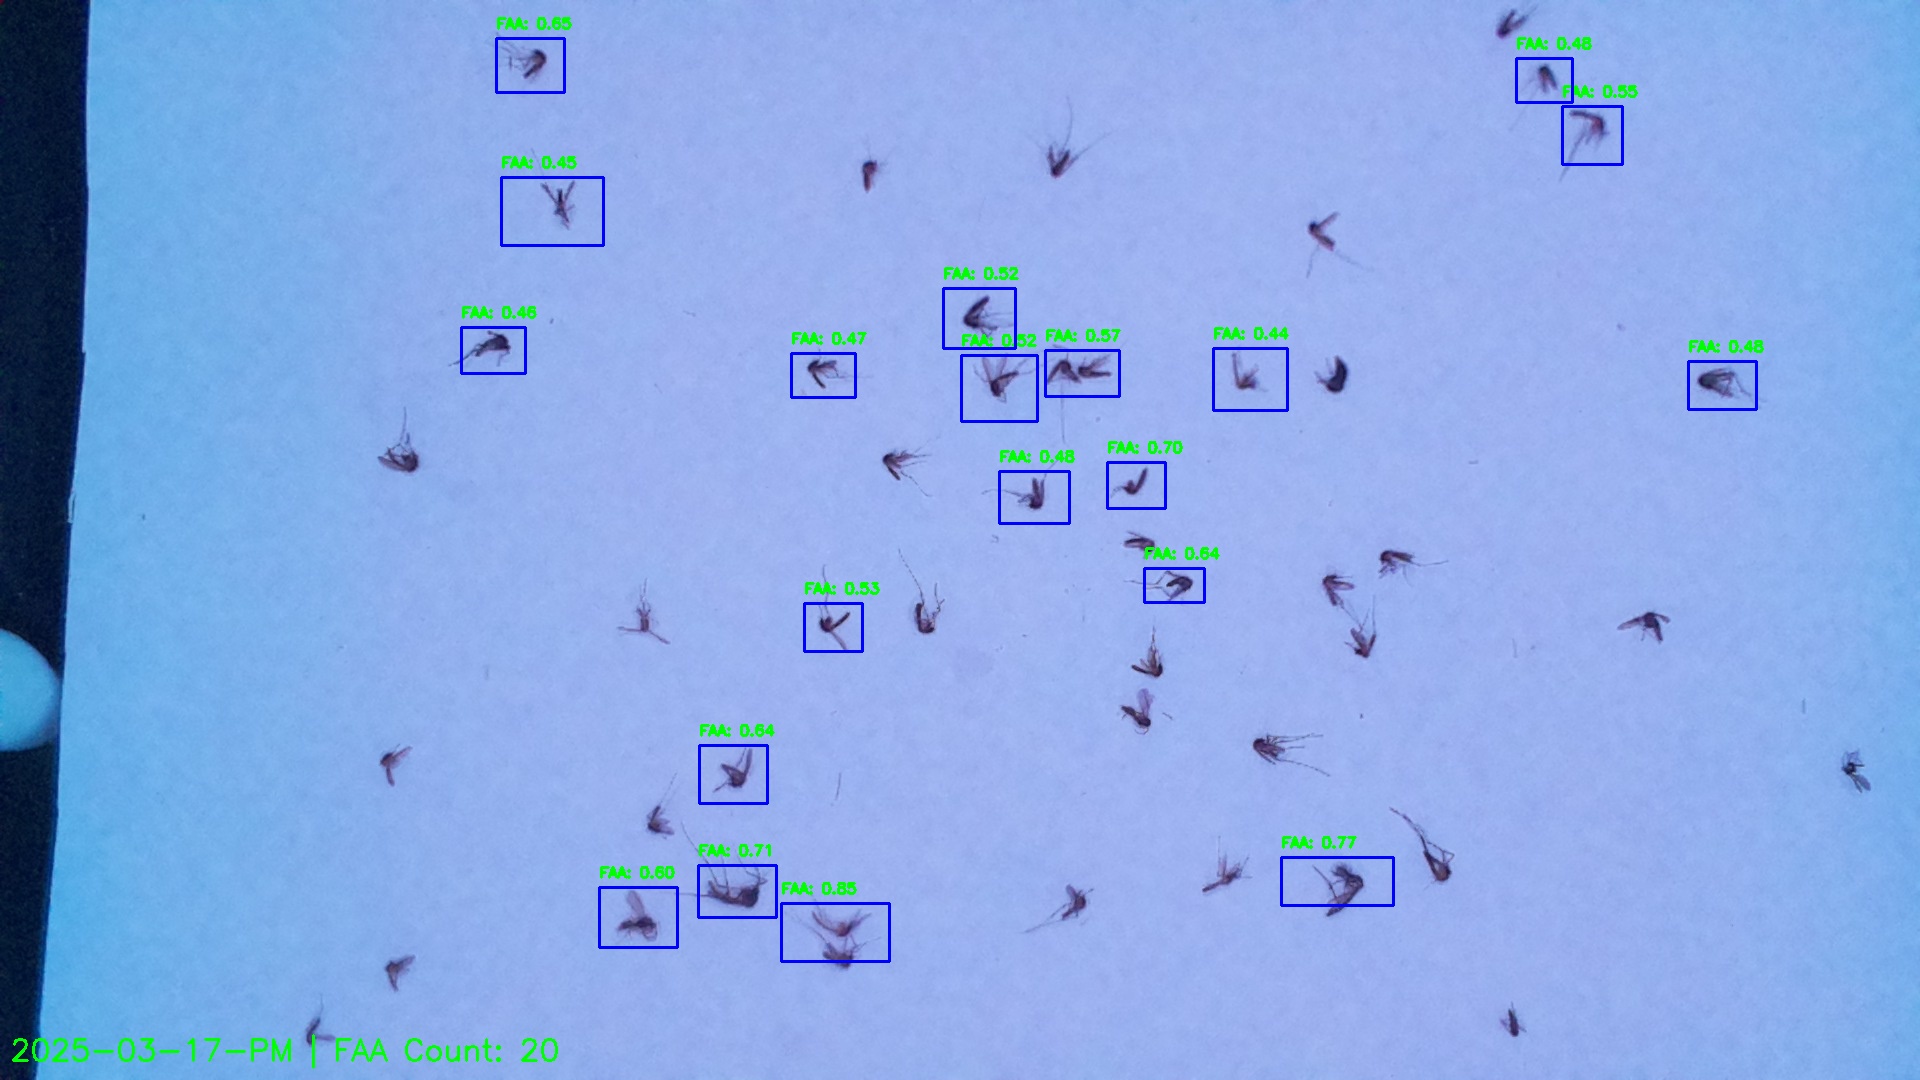 FAA: 0.65
FAA: 0.48
FAA: 0.55
FAA: 0.45
FAA: 0.52
FAA: 0.46
FAA: 0.47
FAA: 0.52
FAA: 0.57
FAA: 0.44
FAA: 0.48
FAA: 0.48
FAA: 0.70
FAA: 0.64
FAA: 0.53
FAA: 0.64
FAA: 0.77
FAA: 0.71
FAA: 0.60
FAA: 0.85
2025-03-17-PM | FAA Count: 20